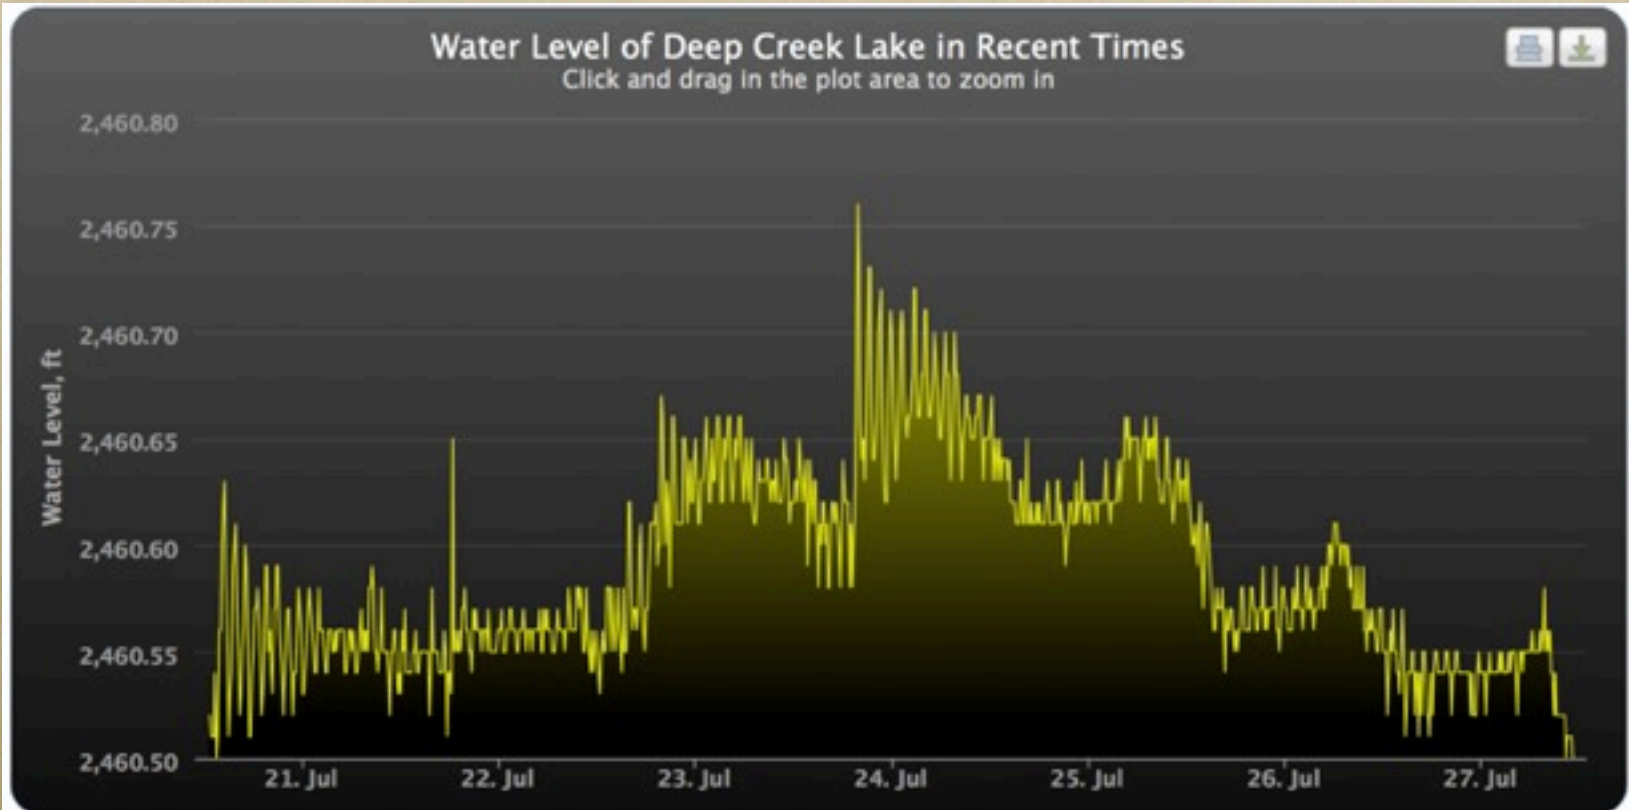 Water Level of Deep Creek Lake in Recent Times
Click and drag in the plot area to zoom in
2,460.80
2,460.75
2,460.70
2,460.65
2,460.60
2,460.55
2,460.50
Water Level, ft
21. Jul 22. Jul 23. Jul 24. Jul 25. Jul 26. Jul 27. Jul